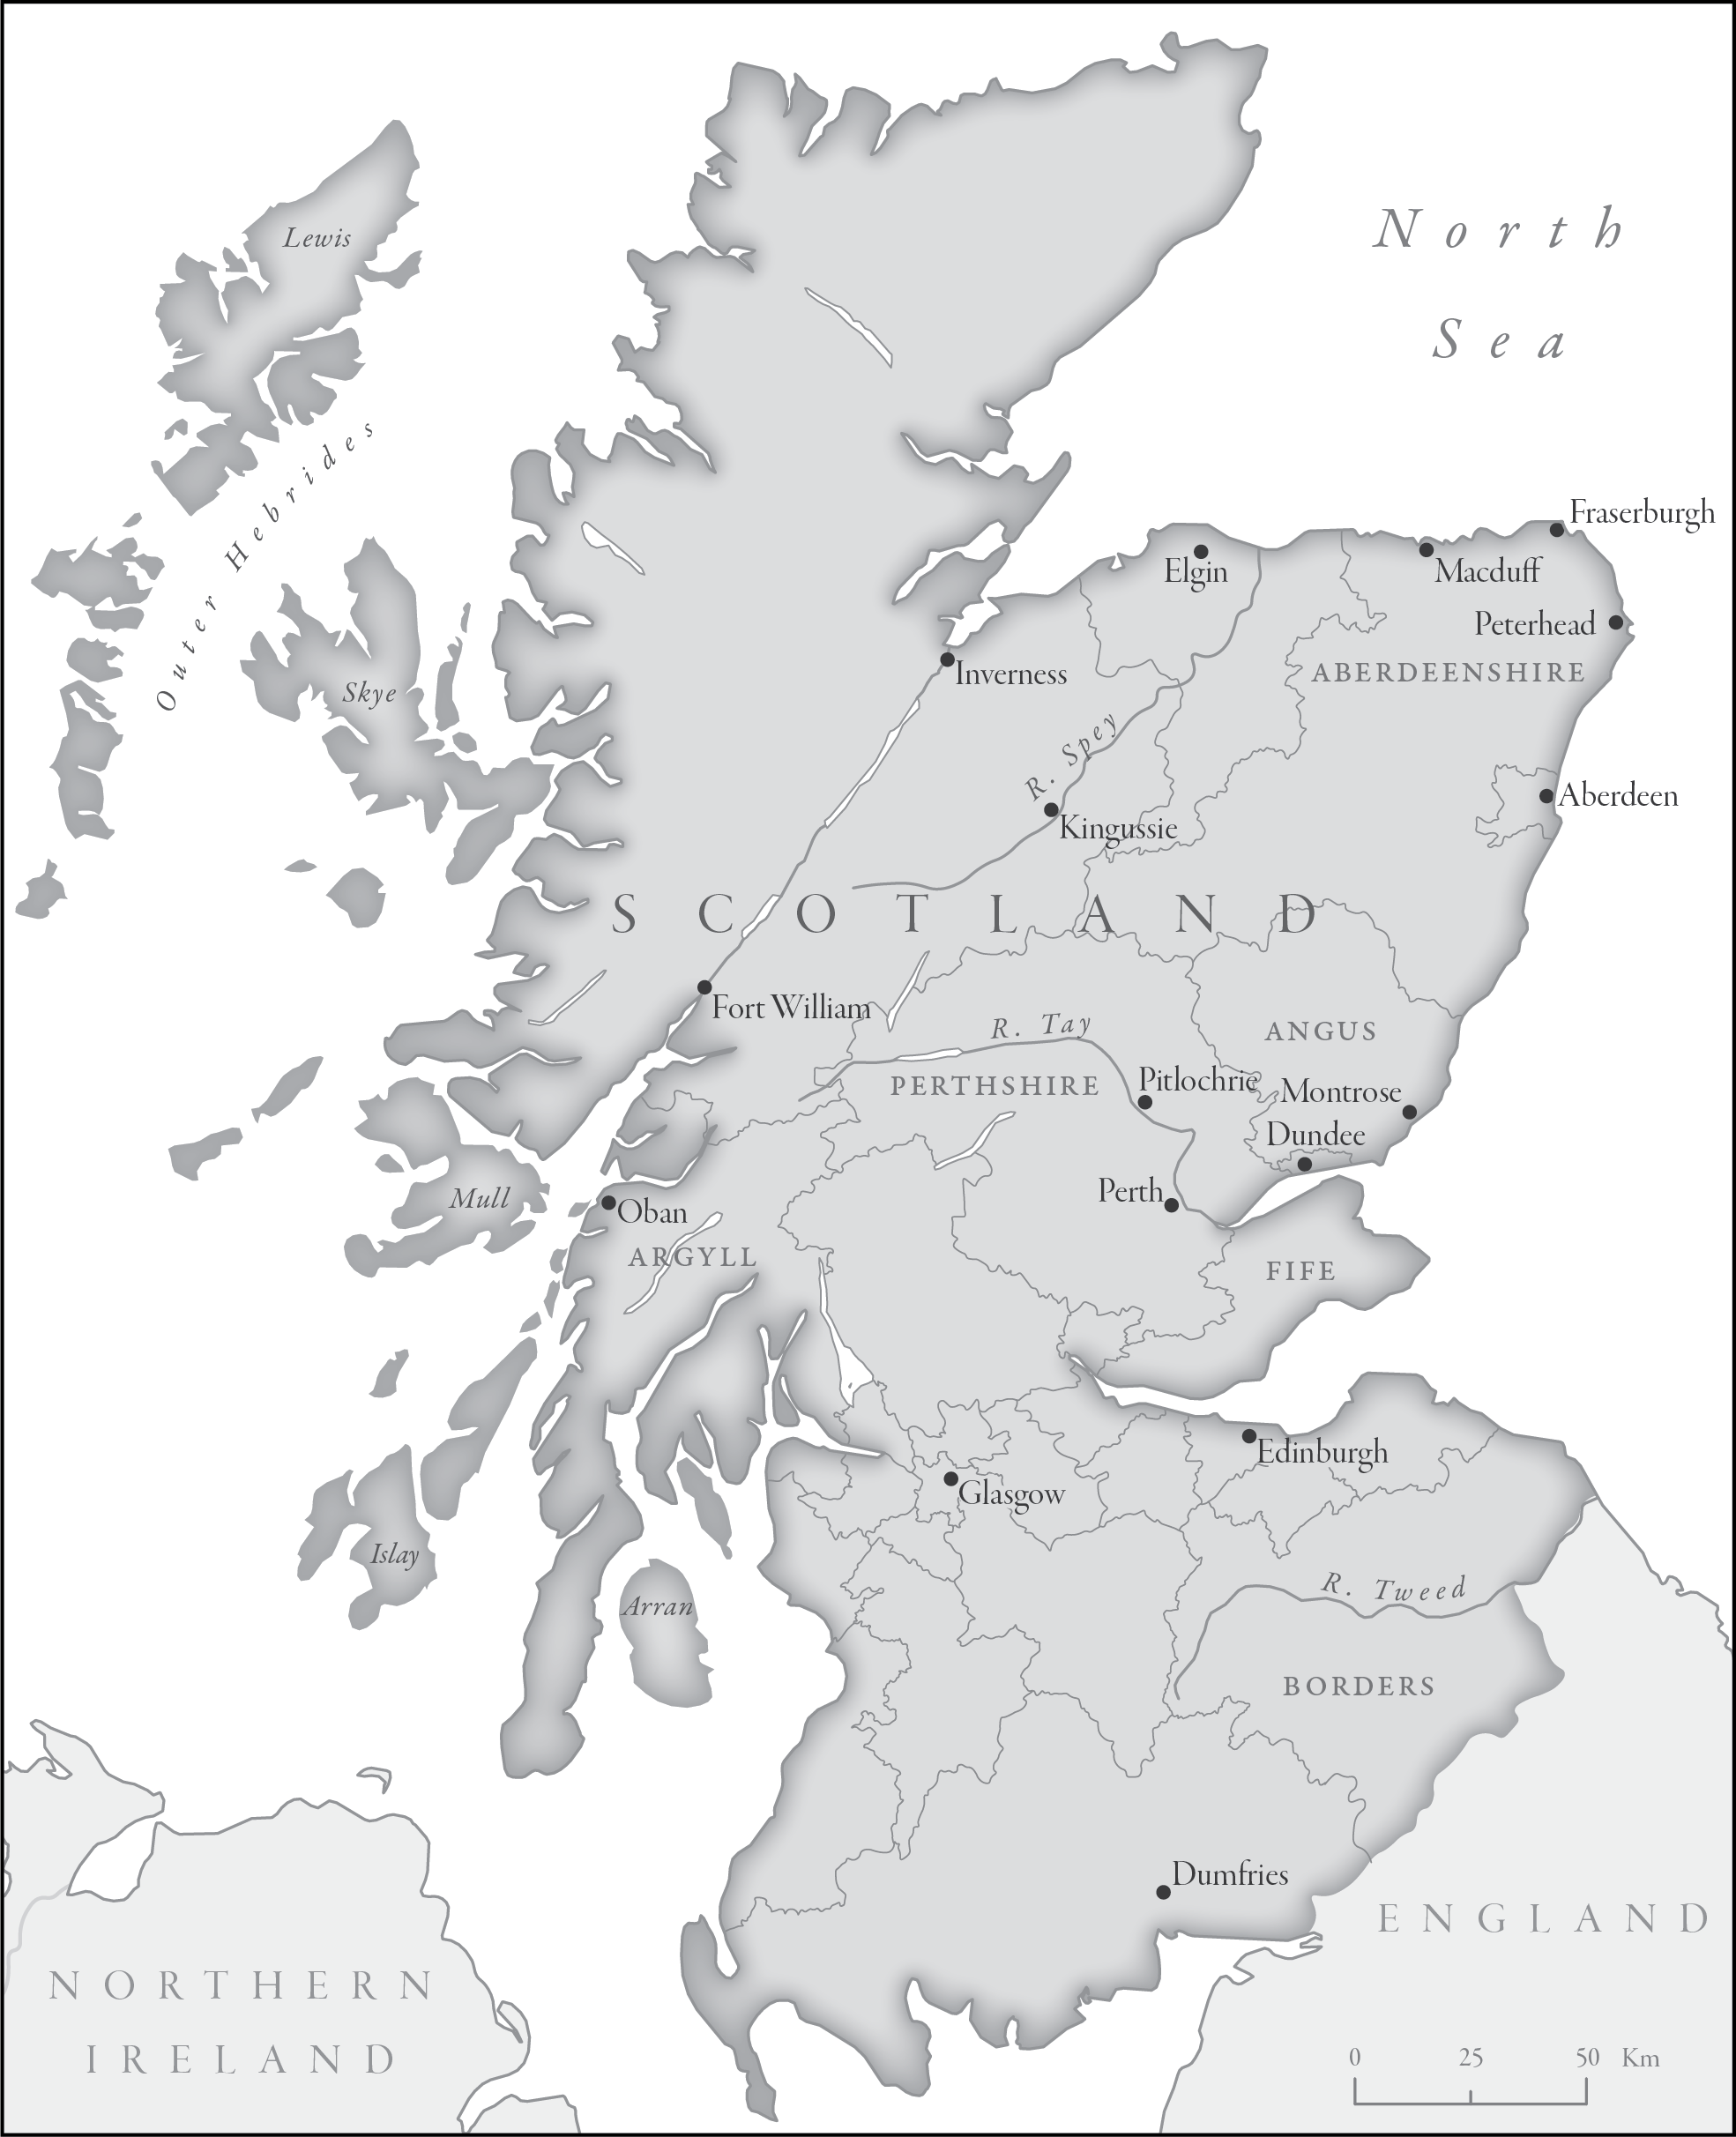 North
Sea
Lewis
Outer Hebrides
Fraserburgh
Elgin
Macduff
Peterhead
ABERDEENSHIRE
Inverness
Skye
R. Spey
Aberdeen
Kingussie
SCOTLAND
Fort William
R. Tay
ANGUS
PERTHSHIRE
Pitlochrie
Montrose
Dundee
Perth
Mull
Oban
ARGYLL
FIFE
Edinburgh
Glasgow
Islay
Arran
R. Tweed
BORDERS
Dumfries
ENGLAND
NORTHERN
IRELAND
0 25 50 Km